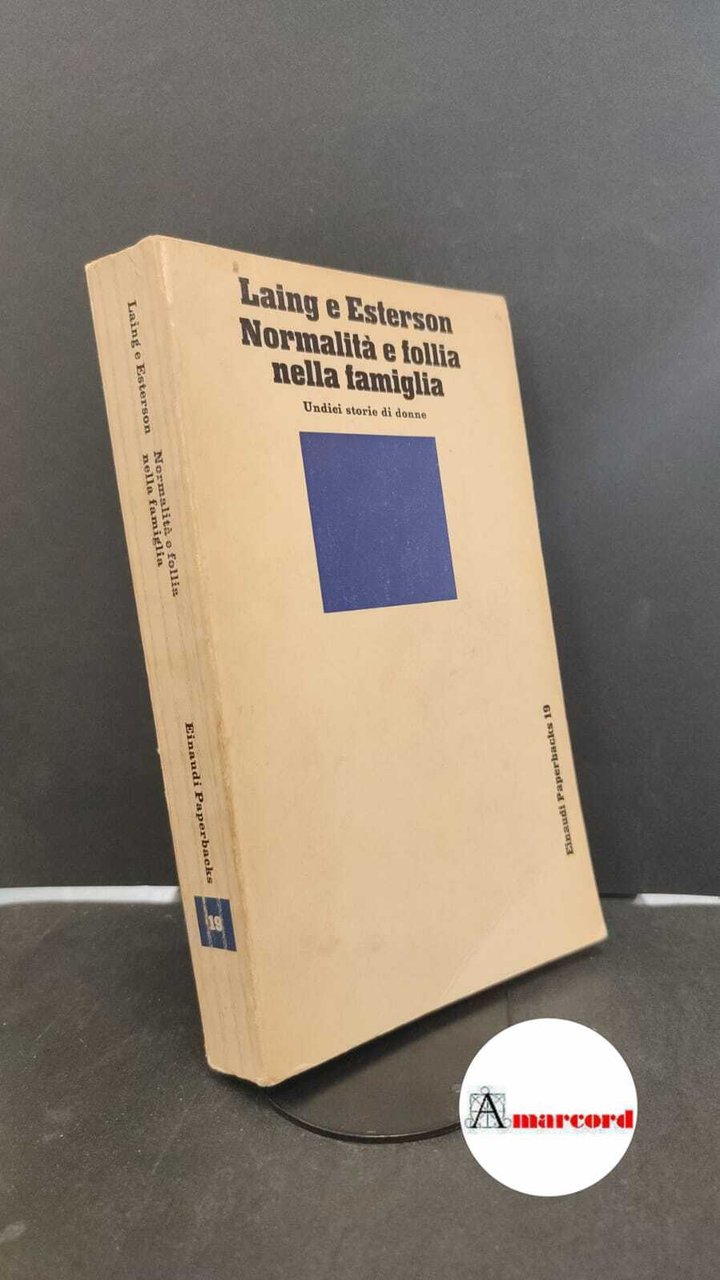 Laing e Esterson
Normalità e follia
nella famiglia
Undici storie di donne
Einaudi Paperbacks 19
Laing e Esterson
Normalità e follia
nella famiglia
Einaudi Paperbacks
19
Amarcord